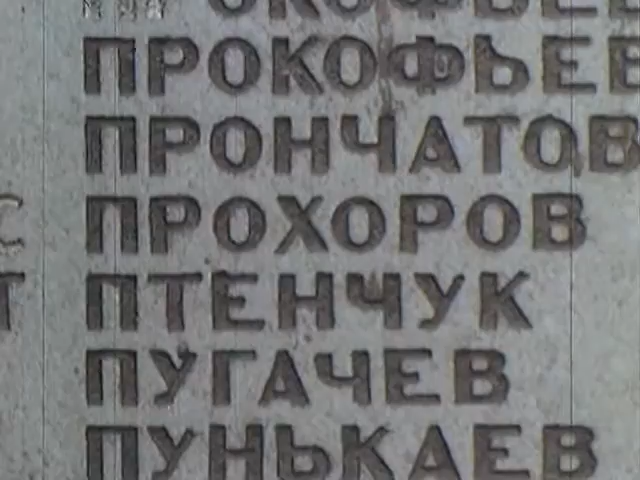 ПРОКОФЬЕВ
ПРОНЧАТОВ
ПРОХОРОВ
ПТЕНЧУК
ПУГАЧЕВ
ПУНЬКАЕВ